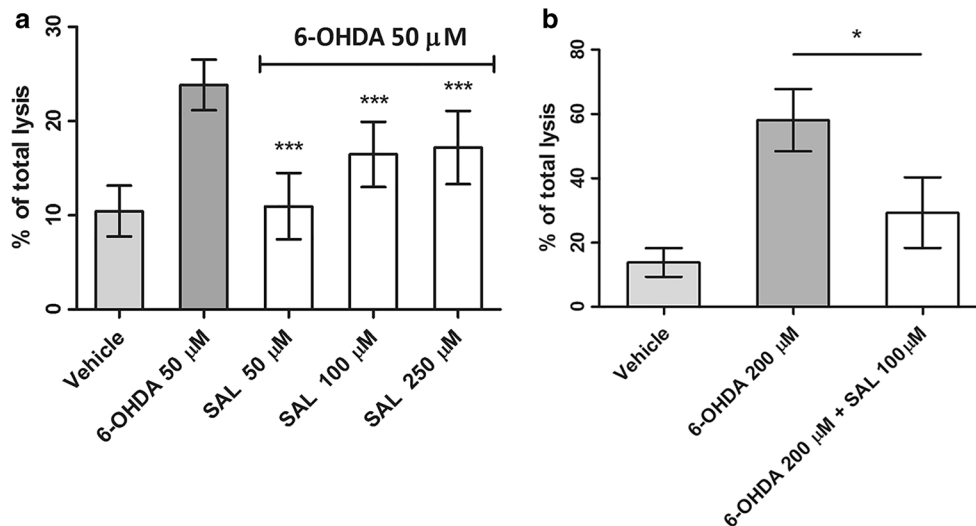 a
6-OHDA 50 μM
% of total lysis
30
20
10
0
***
***
***
Vehicle
6-OHDA 50 μM
SAL 50 μM
SAL 100 μM
SAL 250 μM
b
% of total lysis
80
60
40
20
0
*
Vehicle
6-OHDA 200 μM
6-OHDA 200 μM + SAL 100μM